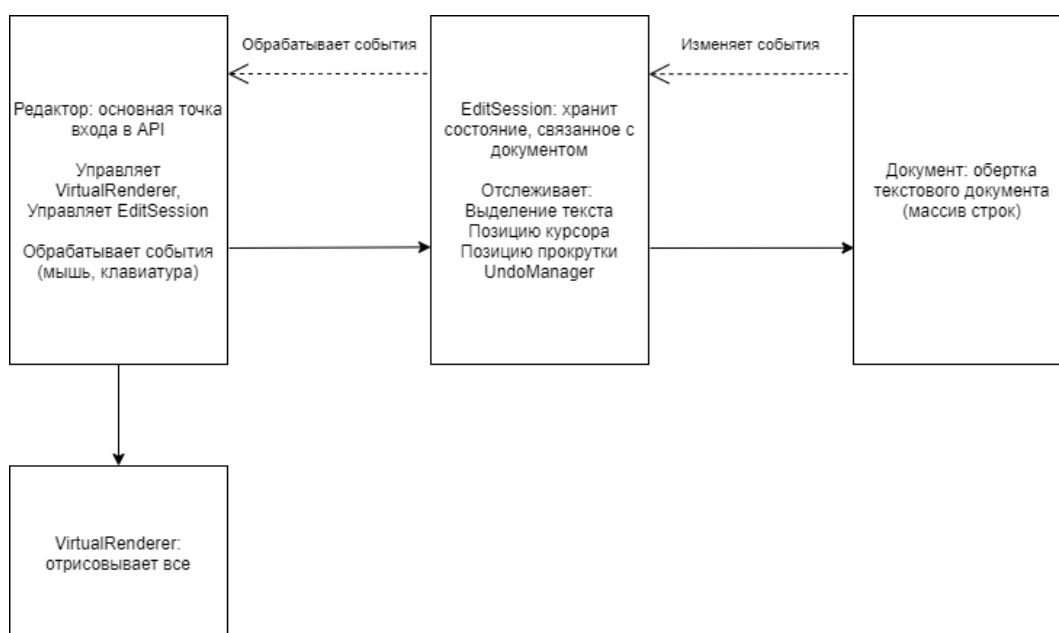 Обрабатывает события
Изменяет события
Редактор: основная точка
входа в API
Управляет
VirtualRenderer,
Управляет EditSession
Обрабатывает события
(мышь, клавиатура)
EditSession: хранит
состояние, связанное с
документом
Отслеживает:
Выделение текста
Позицию курсора
Позицию прокрутки
UndoManager
Документ: обертка
текстового документа
(массив строк)
VirtualRenderer:
отрисовывает все